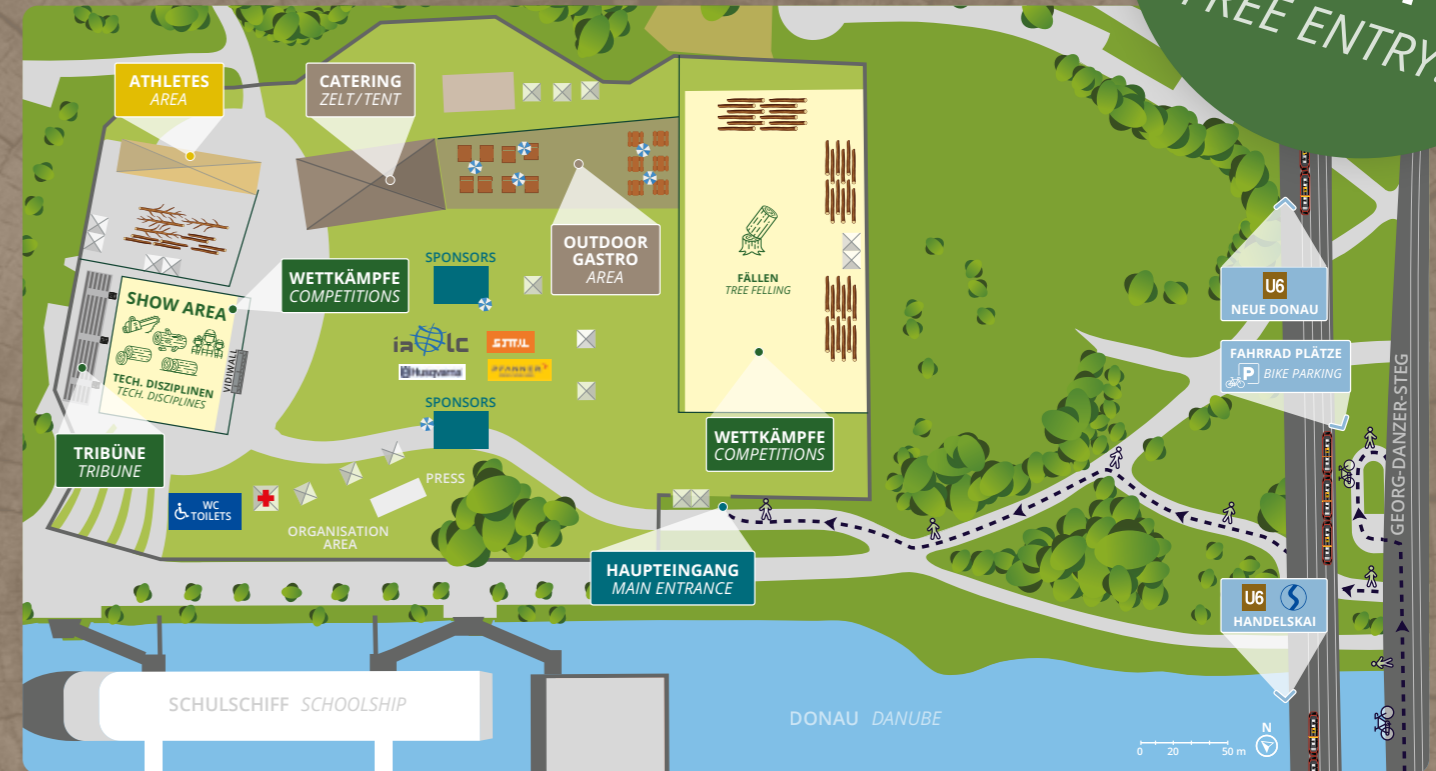 FREE ENTRY
ATHLETES
AREA
CATERING
ZELT/TENT
OUTDOOR
GASTRO
AREA
SPONSORS
WETTKÄMPFE
COMPETITIONS
SHOW AREA
TECH. DISZIPLINEN
TECH. DISCIPLINES
VIDIWALL
FÄLLEN
TREE FELLING
U6
NEUE DONAU
FAHRRAD PLÄTZE
P BIKE PARKING
GEORG-DANZER-STEG
ialc
STIHL
Husqvarna
PFANNER
SPONSORS
TRIBÜNE
TRIBUNE
WETTKÄMPFE
COMPETITIONS
PRESS
WC
TOILETS
ORGANISATION
AREA
HAUPTEINGANG
MAIN ENTRANCE
U6 S
HANDELSKAI
SCHULSCHIFF SCHOOLSHIP
DONAU DANUBE
N
0 20 50 m